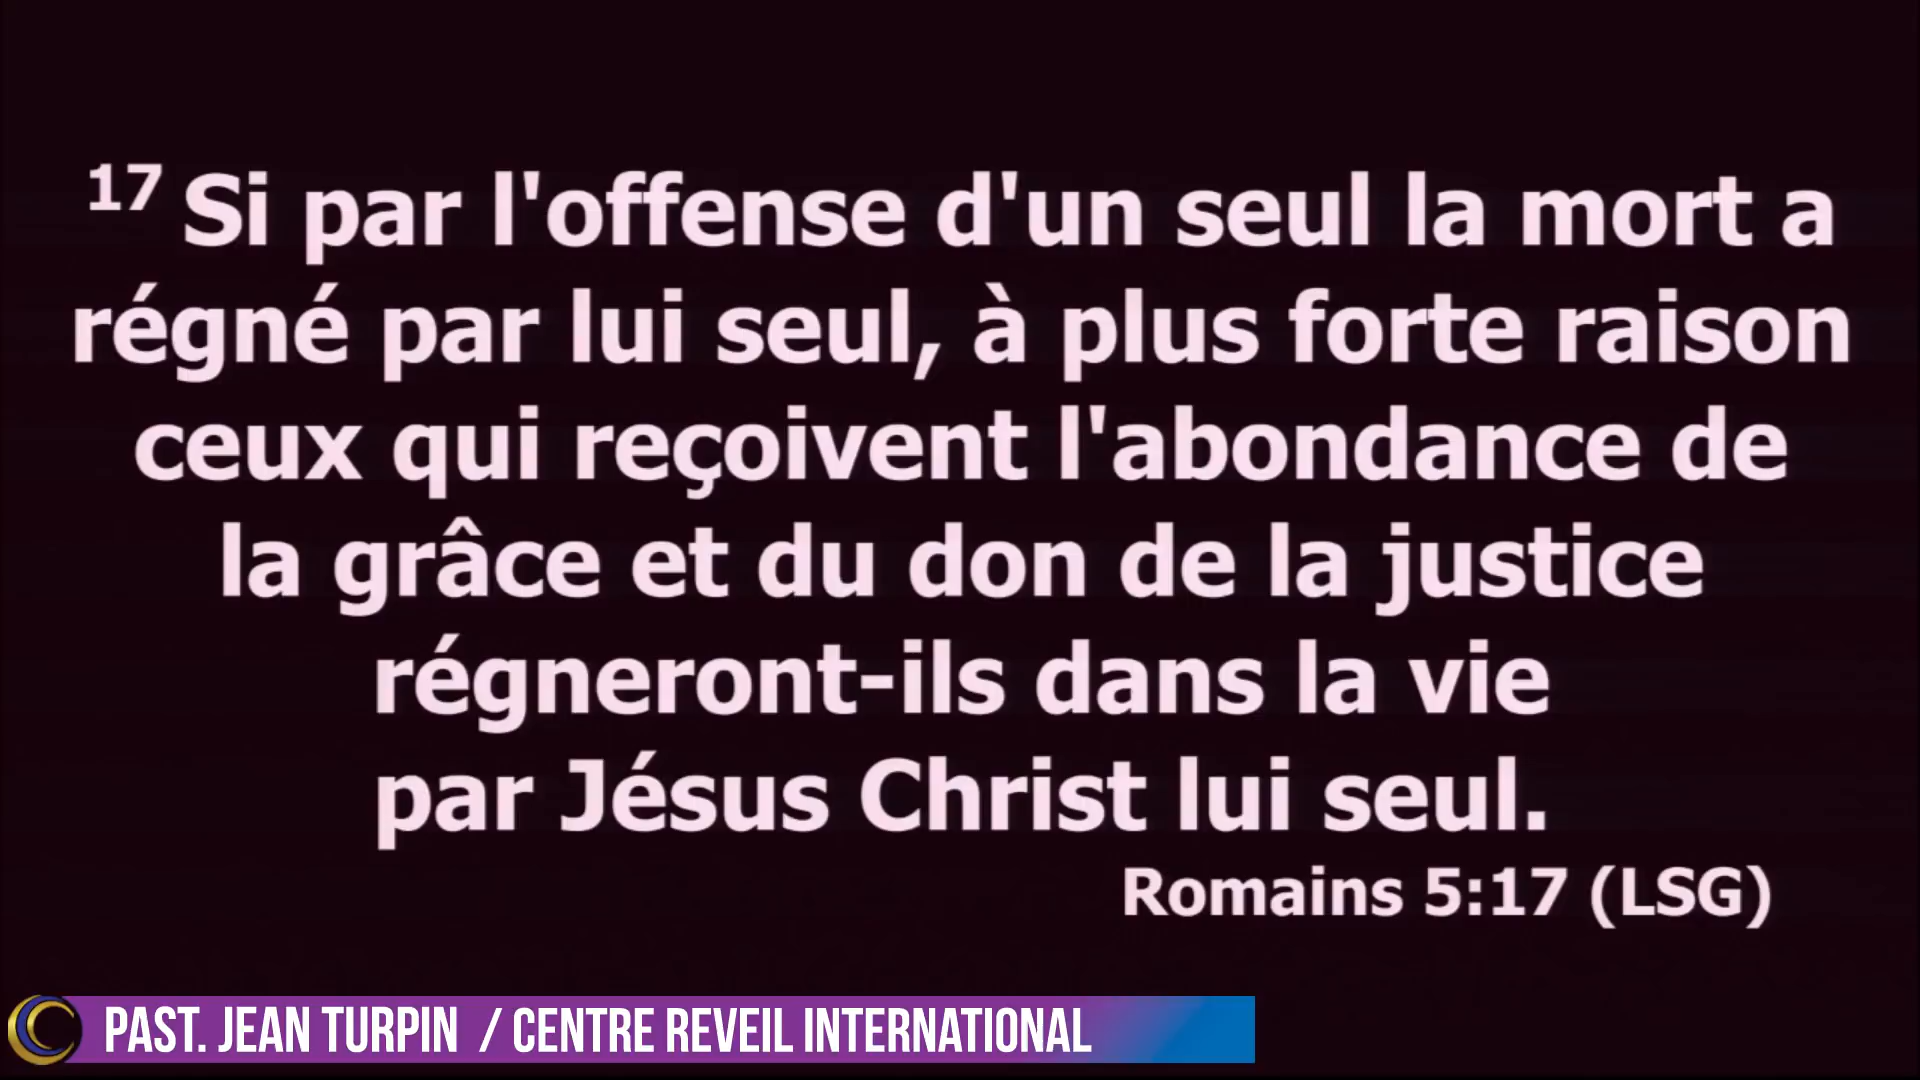 17 Si par l'offense d'un seul la mort a
régné par lui seul, à plus forte raison
ceux qui reçoivent l'abondance de
la grâce et du don de la justice
régneront-ils dans la vie
par Jésus Christ lui seul.
Romains 5:17 (LSG)
PAST. JEAN TURPIN / CENTRE REVEIL INTERNATIONAL